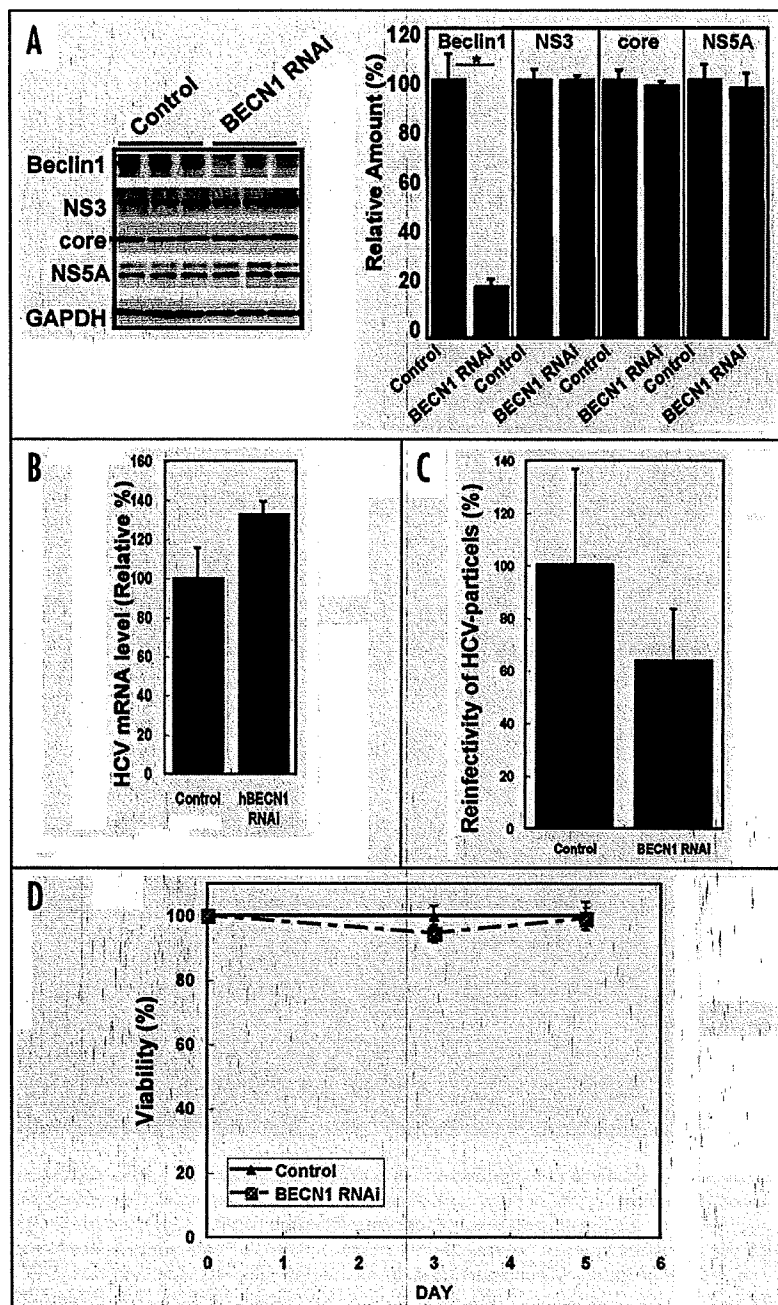 A
Control
BECN1 RNAi
Beclin1
NS3
core
NS5A
GAPDH
Relative Amount (%)
120
100
80
60
40
20
0
Beclin1
NS3
core
NS5A
*
Control
BECN1 RNAi
Control
BECN1 RNAi
Control
BECN1 RNAi
Control
BECN1 RNAi
B
HCV mRNA level (Relative %)
160
140
120
100
80
60
40
20
0
Control
hBECN1
RNAi
C
Reinfectivity of HCV-particels (%)
140
120
100
80
60
40
20
0
Control
BECN1 RNAi
D
Viability (%)
100
80
60
40
20
0
Control
BECN1 RNAi
0
1
2
3
4
5
6
DAY